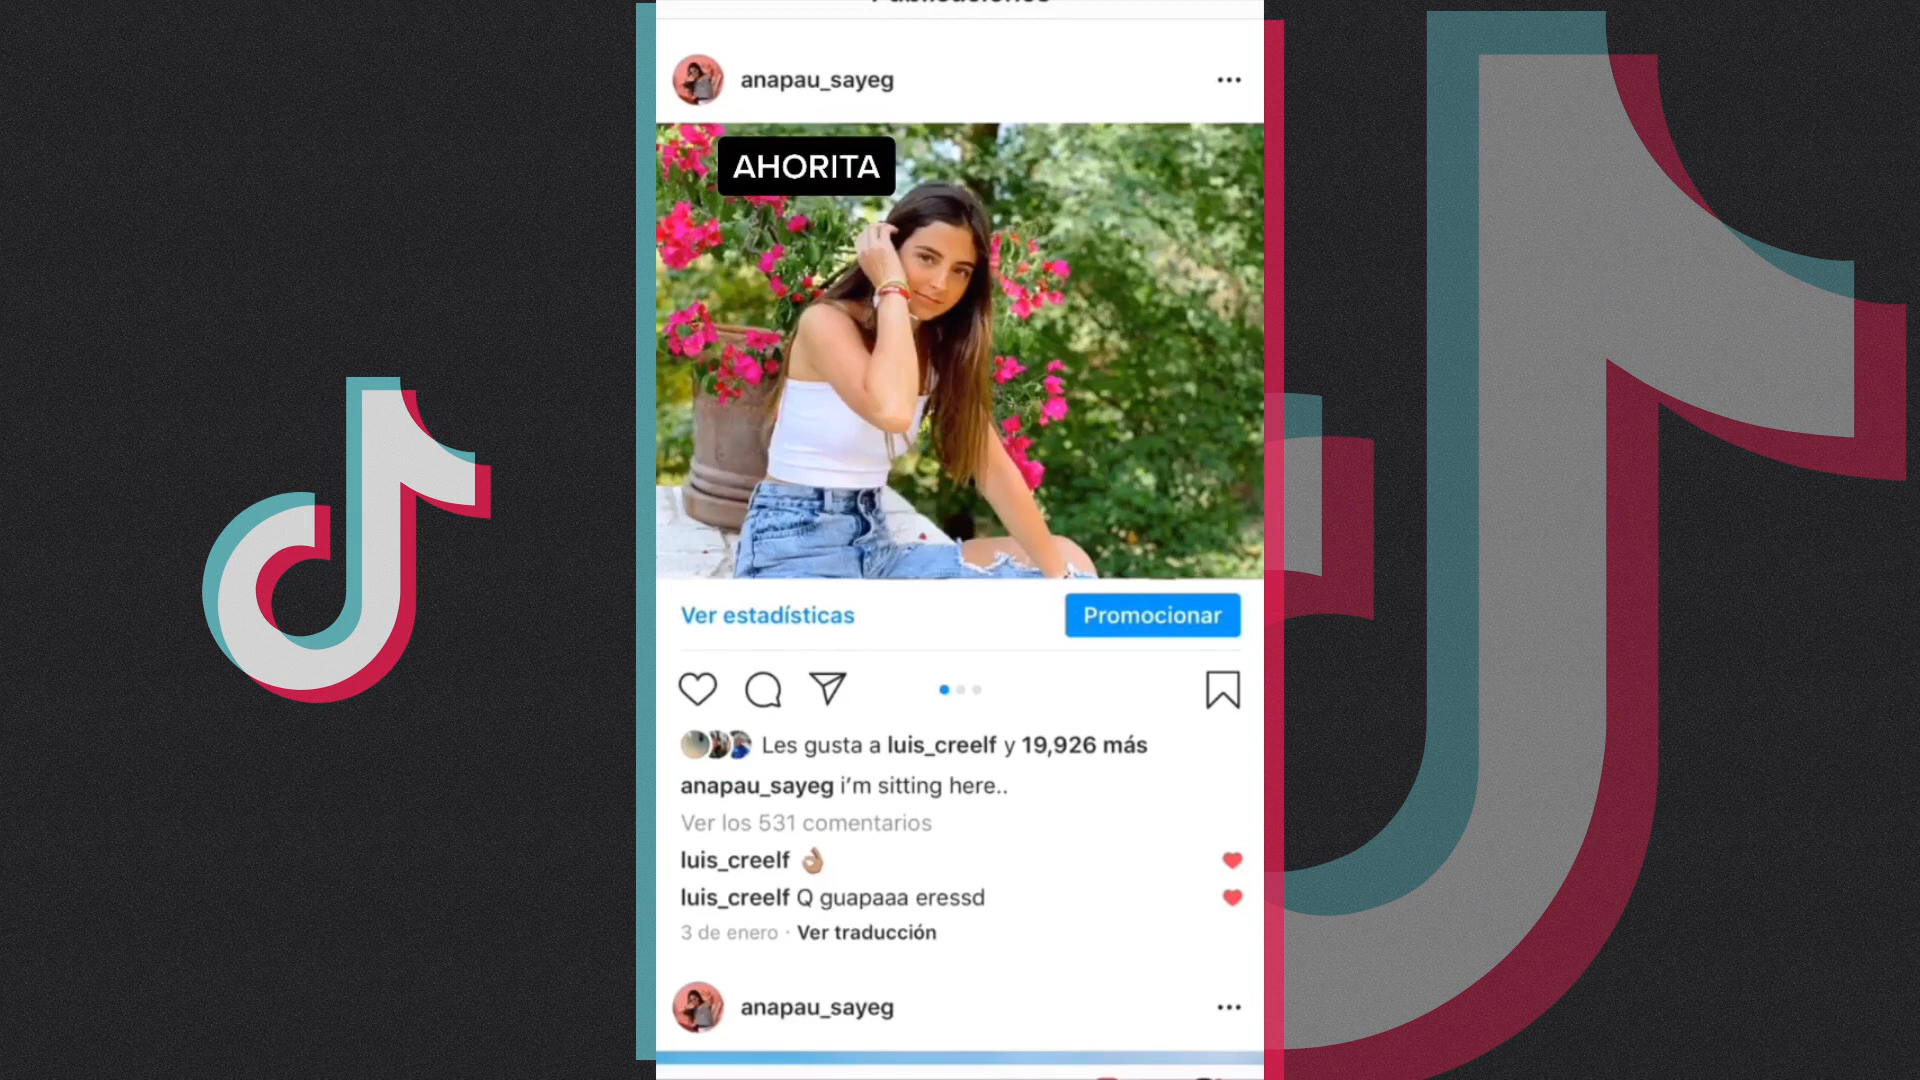 Publicaciones
anapau_sayeg
AHORITA
Ver estadísticas
Promocionar
Les gusta a luis_creelf y 19,926 más
anapau_sayeg i'm sitting here..
Ver los 531 comentarios
luis_creelf 👌🏽
luis_creelf Q guapaaa eressd
3 de enero · Ver traducción
anapau_sayeg